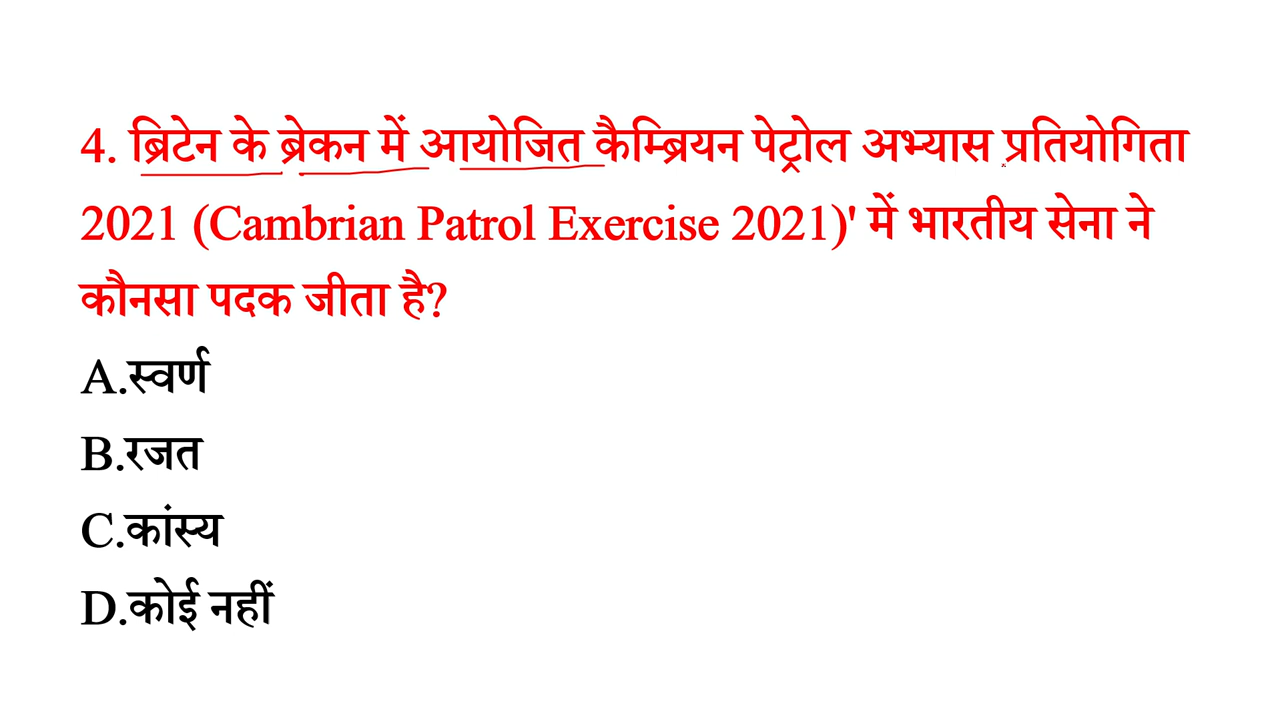 4. ब्रिटेन के ब्रेकन में आयोजित कैम्ब्रियन पेट्रोल अभ्यास प्रतियोगिता
2021 (Cambrian Patrol Exercise 2021)' में भारतीय सेना ने
कौनसा पदक जीता है?
A.स्वर्ण
B.रजत
C.कांस्य
D.कोई नहीं